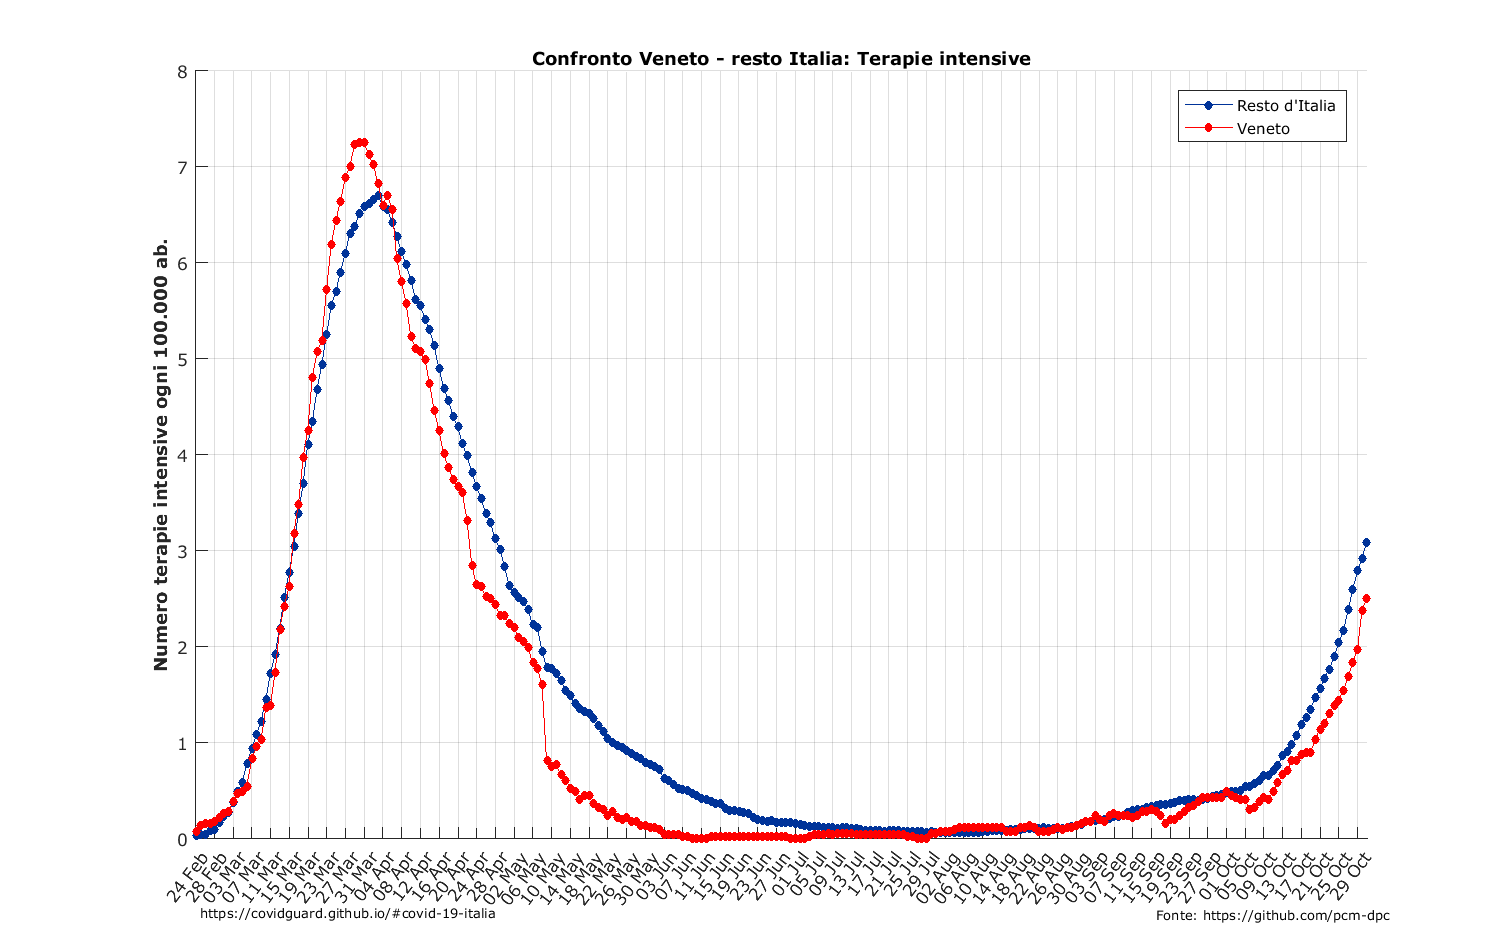 Confronto Veneto - resto Italia: Terapie intensive
Resto d'Italia
Veneto
Numero terapie intensive ogni 100.000 ab.
8
7
6
5
4
3
2
1
0
24 Feb
28 Feb
03 Mar
07 Mar
11 Mar
15 Mar
19 Mar
23 Mar
27 Mar
31 Mar
04 Apr
08 Apr
12 Apr
16 Apr
20 Apr
24 Apr
28 Apr
02 May
06 May
10 May
14 May
18 May
22 May
26 May
30 May
03 Jun
07 Jun
11 Jun
15 Jun
19 Jun
23 Jun
27 Jun
01 Jul
05 Jul
09 Jul
13 Jul
17 Jul
21 Jul
25 Jul
29 Jul
02 Aug
06 Aug
10 Aug
14 Aug
18 Aug
22 Aug
26 Aug
30 Aug
03 Sep
07 Sep
11 Sep
15 Sep
19 Sep
23 Sep
27 Sep
01 Oct
05 Oct
09 Oct
13 Oct
17 Oct
21 Oct
25 Oct
29 Oct
https://covidguard.github.io/#covid-19-italia
Fonte: https://github.com/pcm-dpc